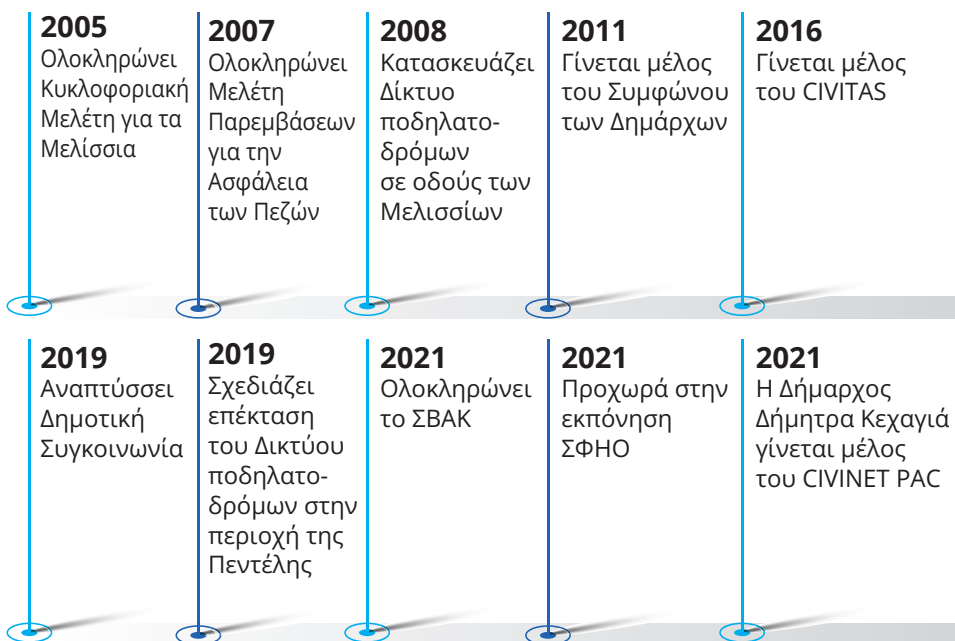 2005
Ολοκληρώνει
Κυκλοφοριακή
Μελέτη για τα
Μελίσσια
2007
Ολοκληρώνει
Μελέτη
Παρεμβάσεων
για την
Ασφάλεια
των Πεζών
2008
Κατασκευάζει
Δίκτυο
ποδηλατο-
δρόμων
σε οδούς των
Μελισσίων
2011
Γίνεται μέλος
του Συμφώνου
των Δημάρχων
2016
Γίνεται μέλος
του CIVITAS
2019
Αναπτύσσει
Δημοτική
Συγκοινωνία
2019
Σχεδιάζει
επέκταση
του Δικτύου
ποδηλατο-
δρόμων στην
περιοχή της
Πεντέλης
2021
Ολοκληρώνει
το ΣΒΑΚ
2021
Προχωρά στην
εκπόνηση
ΣΦΗΟ
2021
Η Δήμαρχος
Δήμητρα Κεχαγιά
γίνεται μέλος
του CIVINET PAC